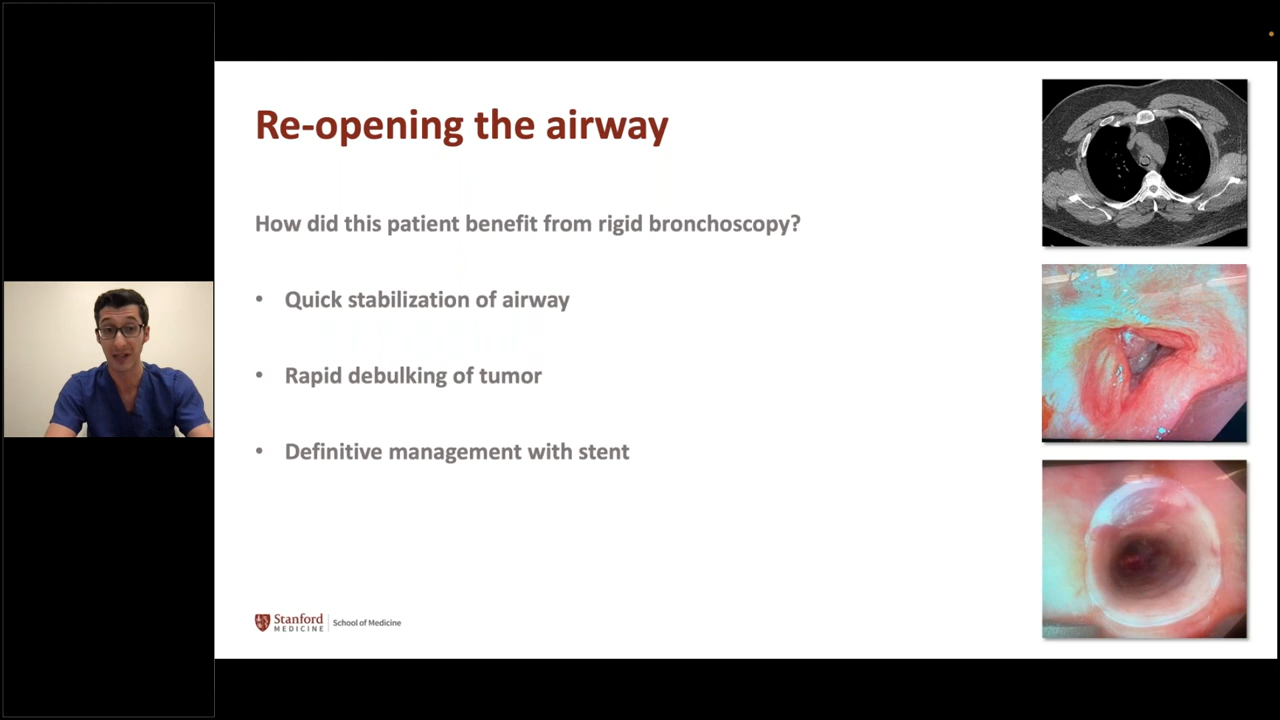 Re-opening the airway
How did this patient benefit from rigid bronchoscopy?
• Quick stabilization of airway
• Rapid debulking of tumor
• Definitive management with stent
Stanford
MEDICINE
School of Medicine